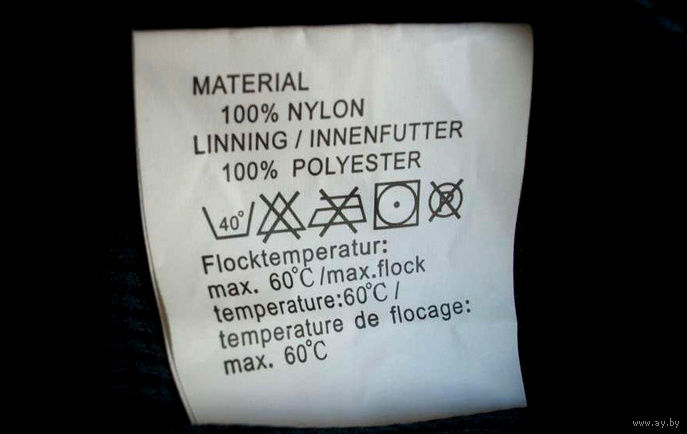 MATERIAL
100% NYLON
LINNING / INNENFUTTER
100% POLYESTER
40°
Flocktemperatur:
max. 60°C/max.flock
temperature:60°C /
temperature de flocage:
max. 60°C
www.ay.by